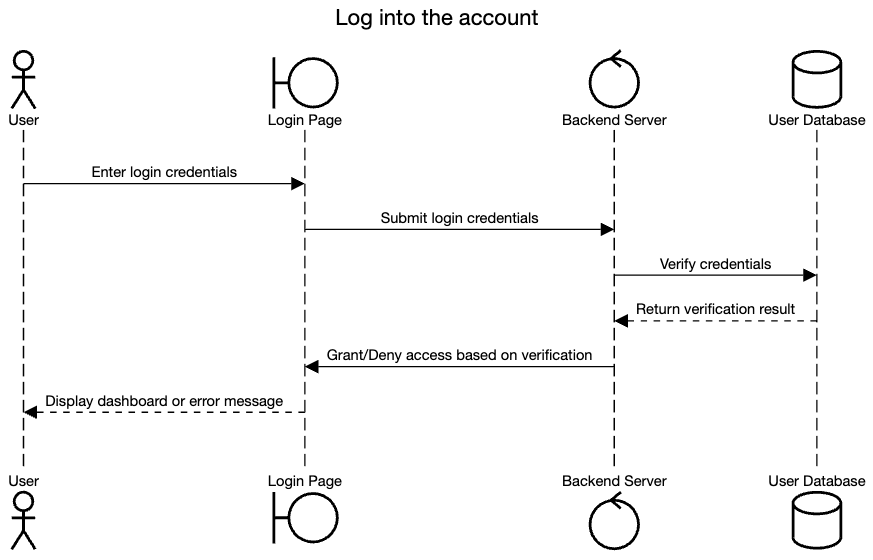 Log into the account
User
Login Page
Backend Server
User Database
Enter login credentials
Submit login credentials
Verify credentials
Return verification result
Grant/Deny access based on verification
Display dashboard or error message
User
Login Page
Backend Server
User Database